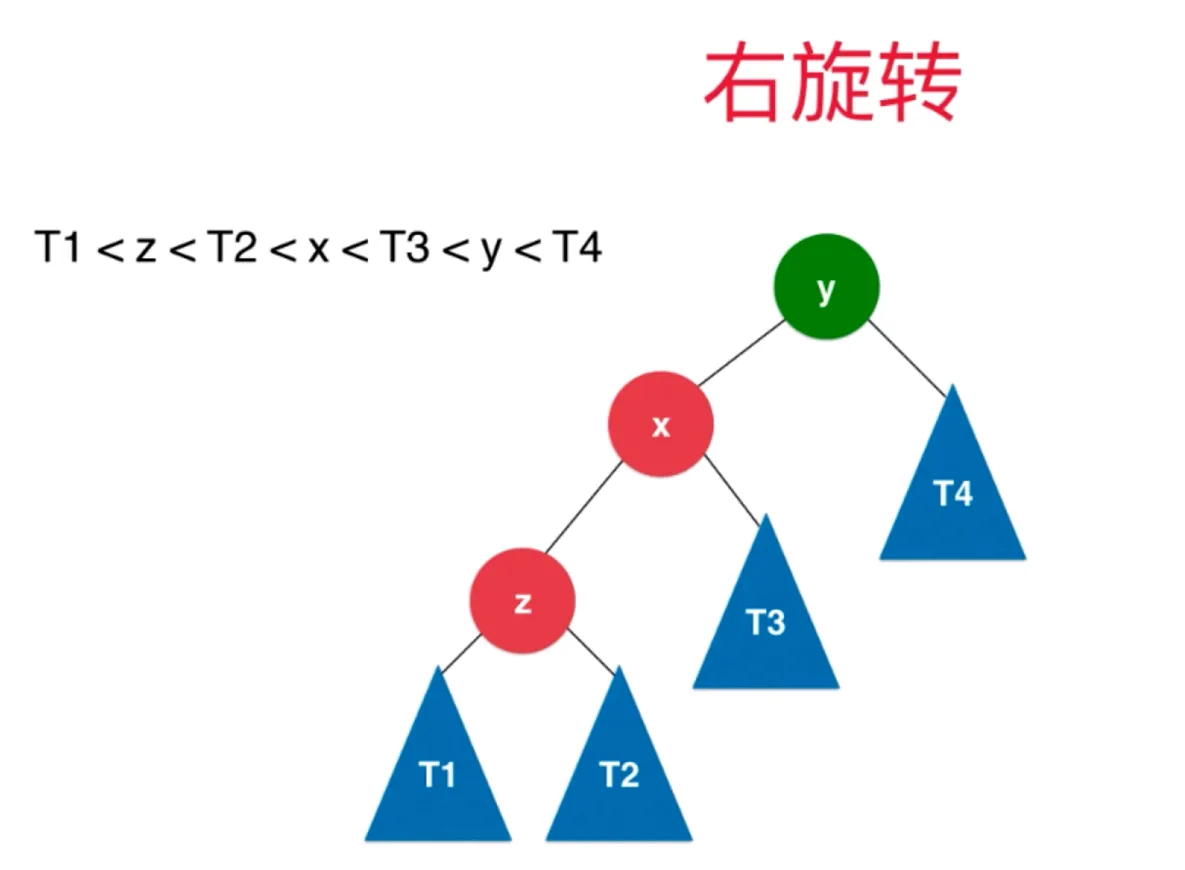 右旋转
T1 < z < T2 < x < T3 < y < T4
y
x
T4
z
T3
T1
T2